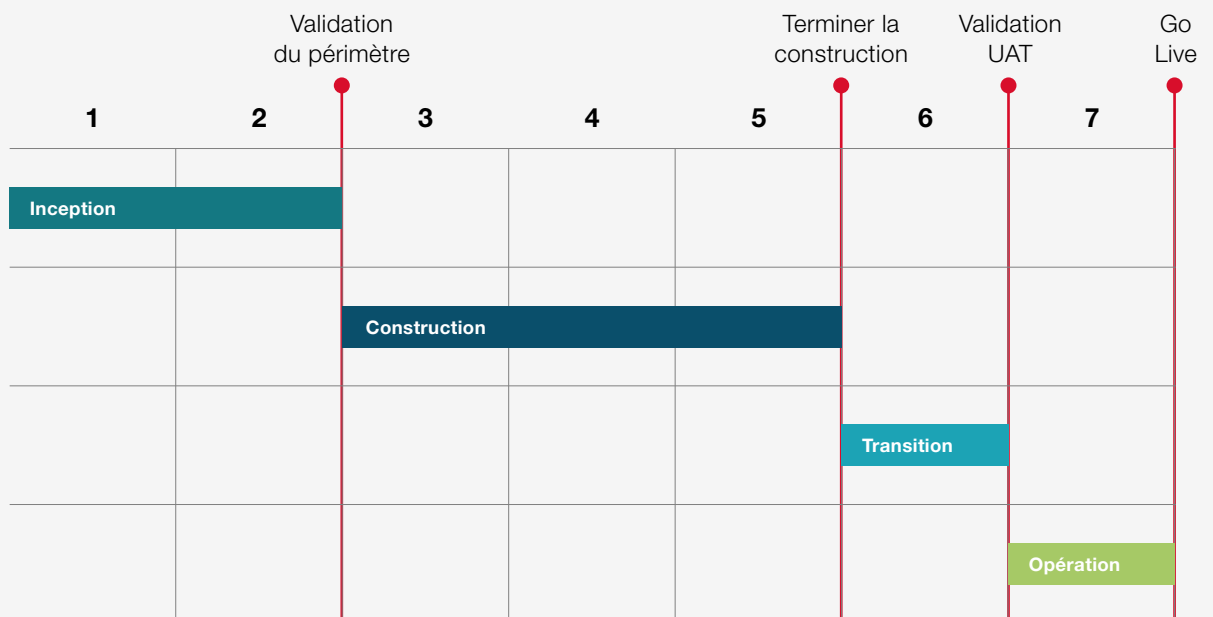 Validation
du périmètre
Terminer la
construction
Validation
UAT
Go
Live
1 2 3 4 5 6 7
Inception
Construction
Transition
Opération